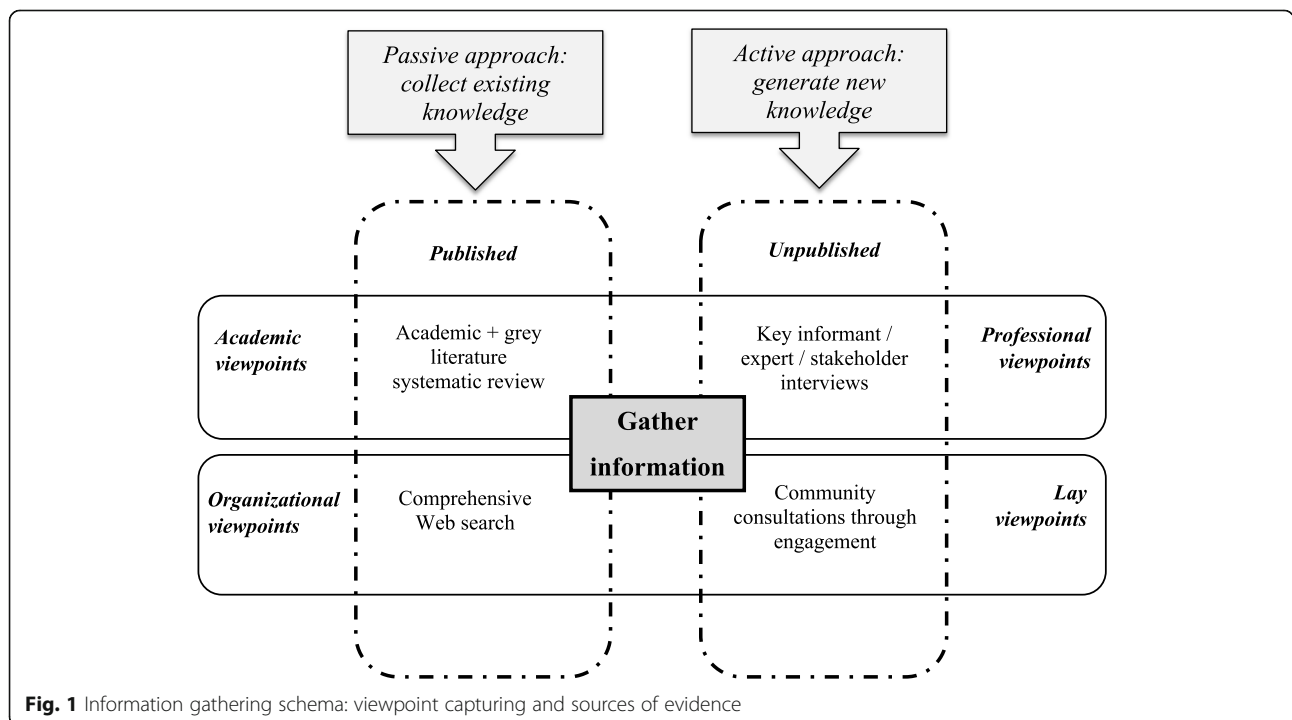 Passive approach:
collect existing
knowledge
Active approach:
generate new
knowledge
Published
Unpublished
Academic
viewpoints
Academic + grey
literature
systematic review
Key informant /
expert / stakeholder
interviews
Professional
viewpoints
Gather
information
Organizational
viewpoints
Comprehensive
Web search
Community
consultations through
engagement
Lay
viewpoints
Fig. 1 Information gathering schema: viewpoint capturing and sources of evidence